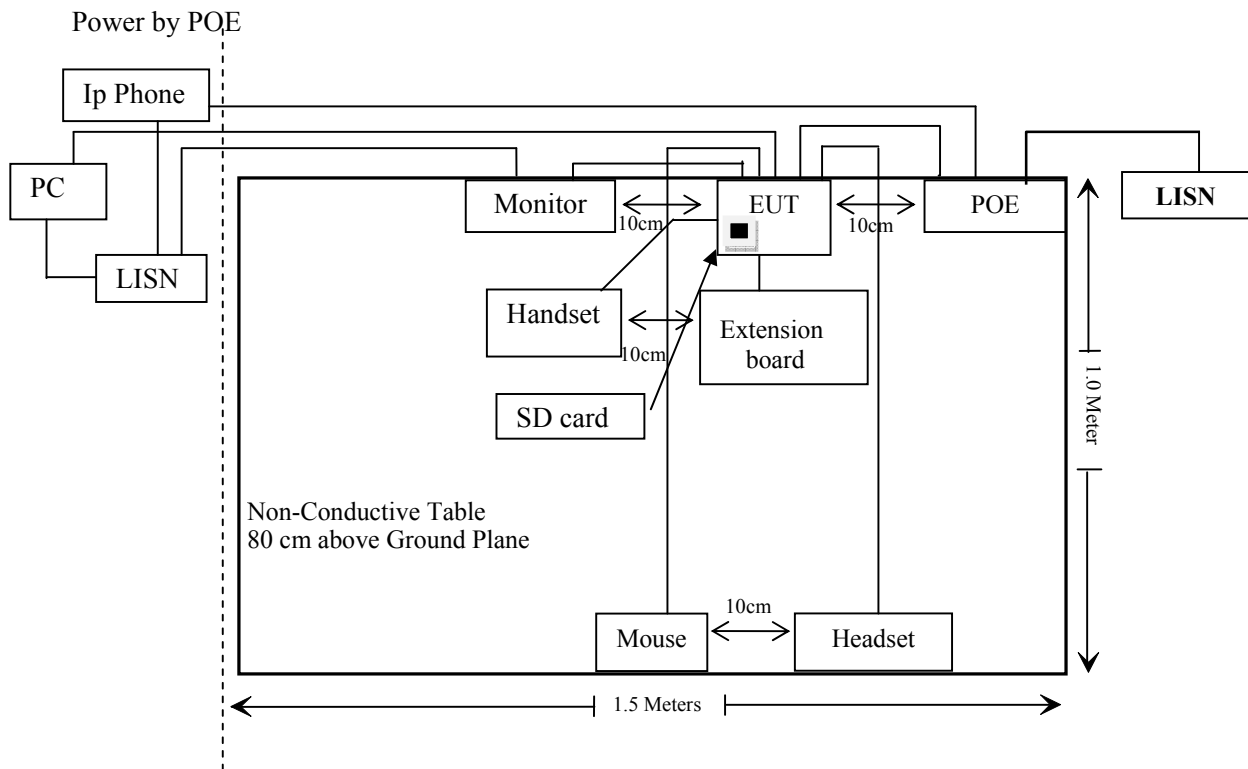 Power by POE
Ip Phone
PC
LISN
Monitor
10cm
EUT
10cm
POE
LISN
Handset
10cm
Extension
board
SD card
1.0 Meter
Non-Conductive Table
80 cm above Ground Plane
10cm
Mouse
Headset
1.5 Meters